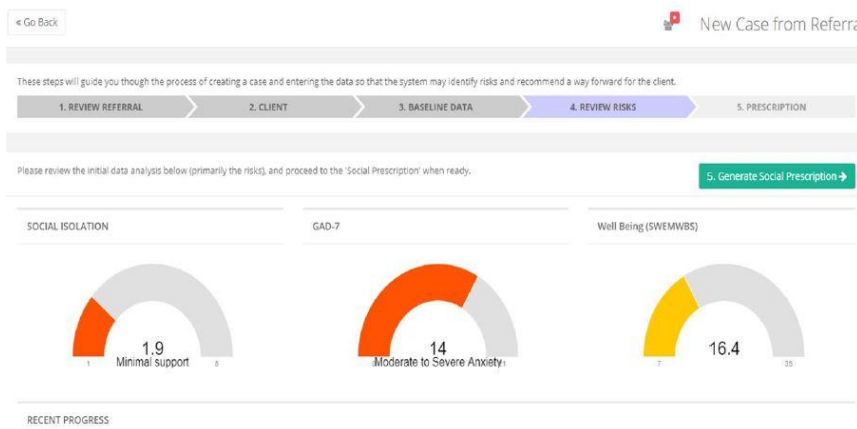 « Go Back
New Case from Referra
These steps will guide you though the process of creating a case and entering the data so that the system may identify risks and recommend a way forward for the client.
1. REVIEW REFERRAL 2. CLIENT 3. BASELINE DATA 4. REVIEW RISKS 5. PRESCRIPTION
Please review the initial data analysis below (primarily the risks), and proceed to the 'Social Prescription' when ready.
5. Generate Social Prescription →
SOCIAL ISOLATION GAD-7 Well Being (SWEMWBS)
1.9 14 16.4
Minimal support Moderate to Severe Anxiety
1 5 7 35
RECENT PROGRESS